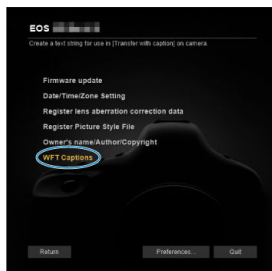 EOS
Create a text string for use in [Transfer with caption] on camera.
Firmware update
Date/Time/Zone Setting
Register lens aberration correction data
Register Picture Style File
Owner's name/Author/Copyright
WFT Captions
Return Preferences... Quit